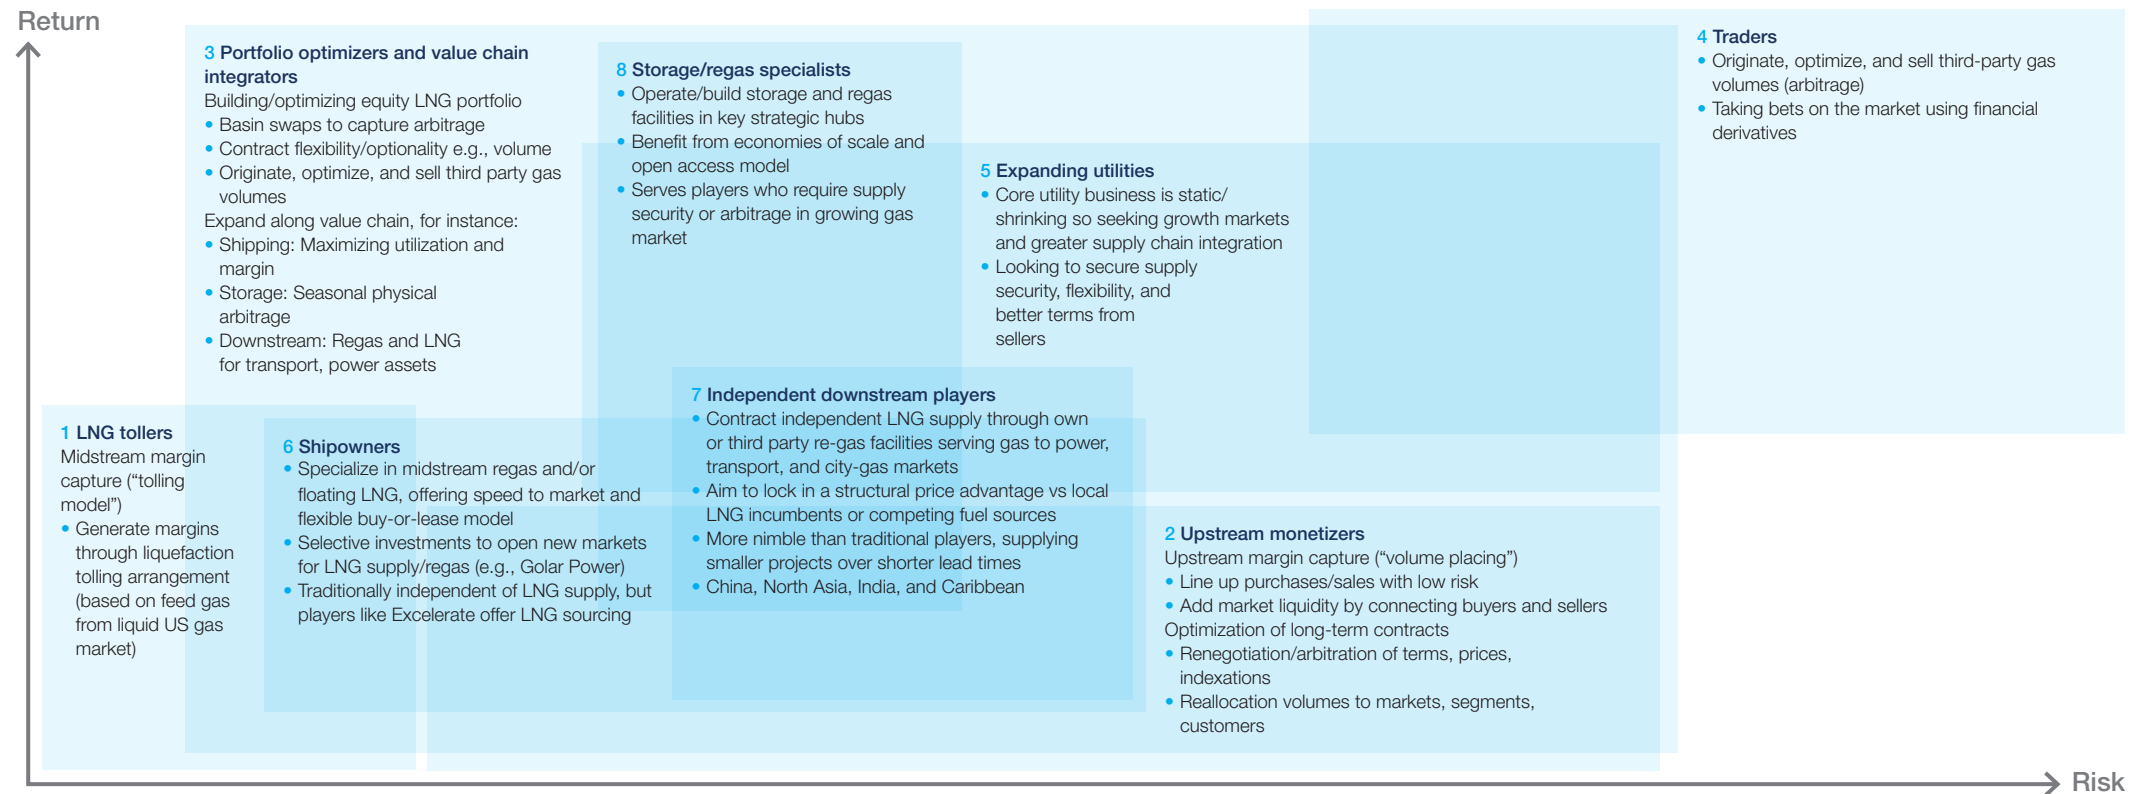 Return
3 Portfolio optimizers and value chain
integrators
Building/optimizing equity LNG portfolio
• Basin swaps to capture arbitrage
• Contract flexibility/optionality e.g., volume
• Originate, optimize, and sell third party gas
volumes
Expand along value chain, for instance:
• Shipping: Maximizing utilization and
margin
• Storage: Seasonal physical
arbitrage
• Downstream: Regas and LNG
for transport, power assets
8 Storage/regas specialists
• Operate/build storage and regas
facilities in key strategic hubs
• Benefit from economies of scale and
open access model
• Serves players who require supply
security or arbitrage in growing gas
market
5 Expanding utilities
• Core utility business is static/
shrinking so seeking growth markets
and greater supply chain integration
• Looking to secure supply
security, flexibility, and
better terms from
sellers
4 Traders
• Originate, optimize, and sell third-party gas
volumes (arbitrage)
• Taking bets on the market using financial
derivatives
1 LNG tollers
Midstream margin
capture (“tolling
model”)
• Generate margins
through liquefaction
tolling arrangement
(based on feed gas
from liquid US gas
market)
6 Shipowners
• Specialize in midstream regas and/or
floating LNG, offering speed to market and
flexible buy-or-lease model
• Selective investments to open new markets
for LNG supply/regas (e.g., Golar Power)
• Traditionally independent of LNG supply, but
players like Excelerate offer LNG sourcing
7 Independent downstream players
• Contract independent LNG supply through own
or third party re-gas facilities serving gas to power,
transport, and city-gas markets
• Aim to lock in a structural price advantage vs local
LNG incumbents or competing fuel sources
• More nimble than traditional players, supplying
smaller projects over shorter lead times
• China, North Asia, India, and Caribbean
2 Upstream monetizers
Upstream margin capture (“volume placing”)
• Line up purchases/sales with low risk
• Add market liquidity by connecting buyers and sellers
Optimization of long-term contracts
• Renegotiation/arbitration of terms, prices,
indexations
• Reallocation volumes to markets, segments,
customers
Risk